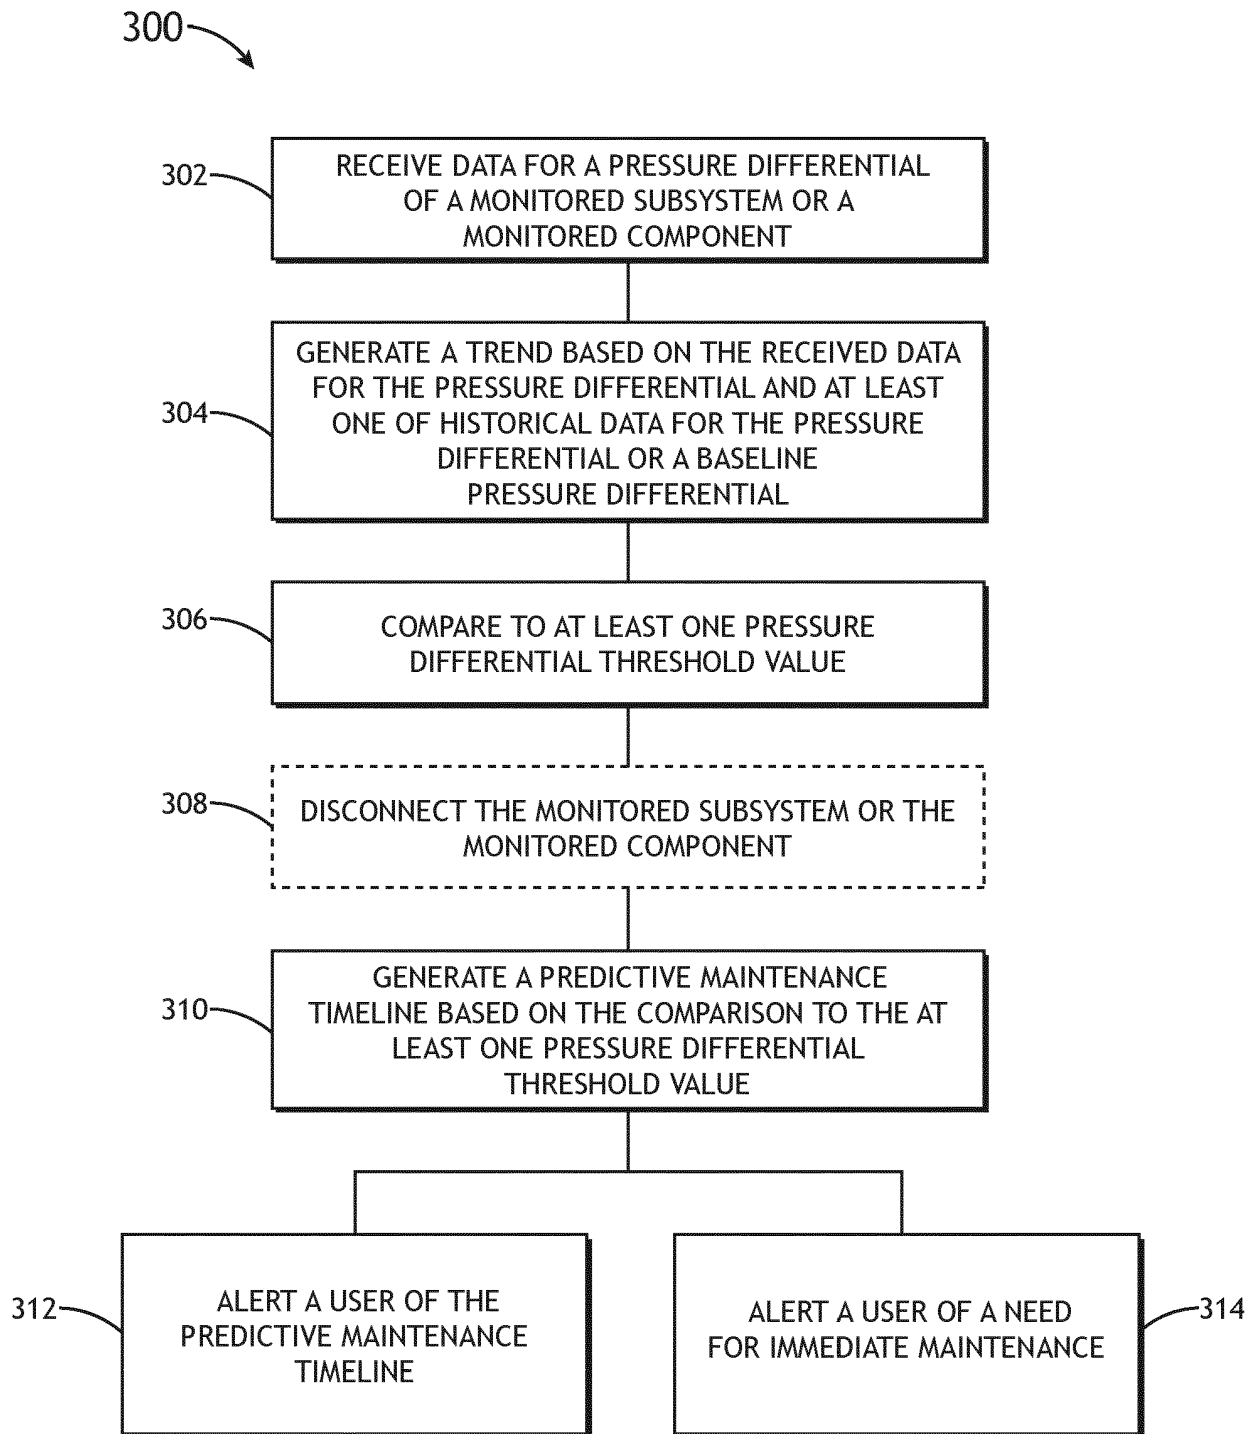 300
302
RECEIVE DATA FOR A PRESSURE DIFFERENTIAL
OF A MONITORED SUBSYSTEM OR A
MONITORED COMPONENT
304
GENERATE A TREND BASED ON THE RECEIVED DATA
FOR THE PRESSURE DIFFERENTIAL AND AT LEAST
ONE OF HISTORICAL DATA FOR THE PRESSURE
DIFFERENTIAL OR A BASELINE
PRESSURE DIFFERENTIAL
306
COMPARE TO AT LEAST ONE PRESSURE
DIFFERENTIAL THRESHOLD VALUE
308
DISCONNECT THE MONITORED SUBSYSTEM OR THE
MONITORED COMPONENT
310
GENERATE A PREDICTIVE MAINTENANCE
TIMELINE BASED ON THE COMPARISON TO THE AT
LEAST ONE PRESSURE DIFFERENTIAL
THRESHOLD VALUE
312
ALERT A USER OF THE
PREDICTIVE MAINTENANCE
TIMELINE
ALERT A USER OF A NEED
FOR IMMEDIATE MAINTENANCE
314